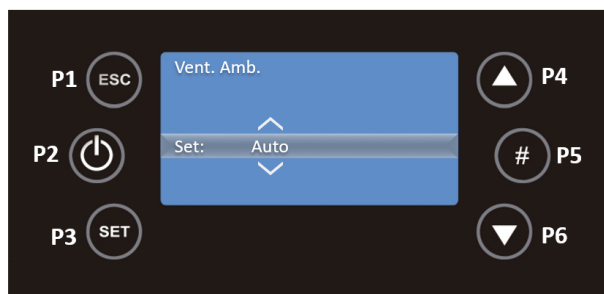 P1 ESC
Vent. Amb.
P4
P2
Set: Auto
# P5
P3 SET
P6